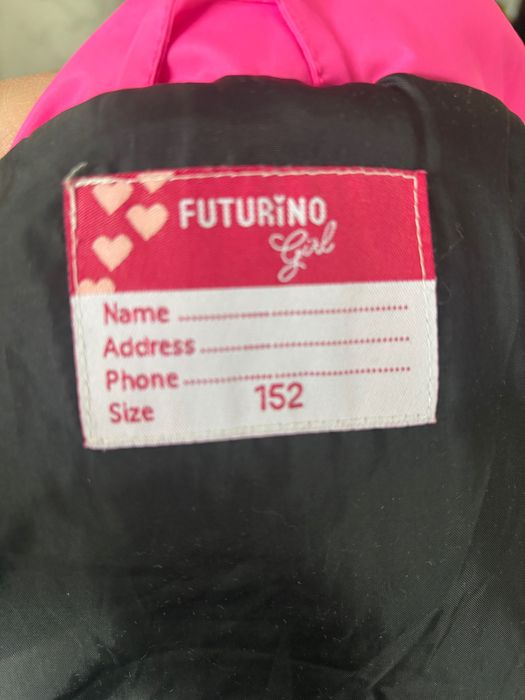 FUTURINO
Girl
Name ........................................
Address ....................................
Phone .......................................
Size 152